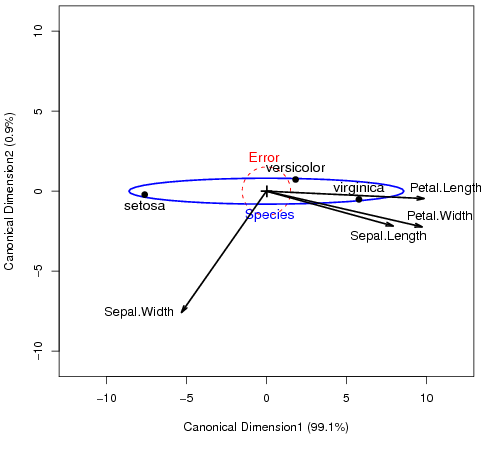 10
5
0
−5
−10
Canonical Dimension2 (0.9%)
Error
versicolor
setosa
virginica
Petal.Length
Species
Petal.Width
Sepal.Length
Sepal.Width
−10
−5
0
5
10
Canonical Dimension1 (99.1%)